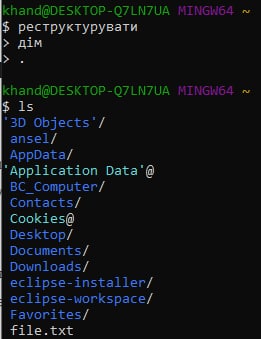 khand@DESKTOP-Q7LN7UA MINGW64 ~
$ реструктурувати
> дім
> .
khand@DESKTOP-Q7LN7UA MINGW64 ~
$ ls
'3D Objects'/
ansel/
AppData/
'Application Data'@
BC_Computer/
Contacts/
Cookies@
Desktop/
Documents/
Downloads/
eclipse-installer/
eclipse-workspace/
Favorites/
file.txt